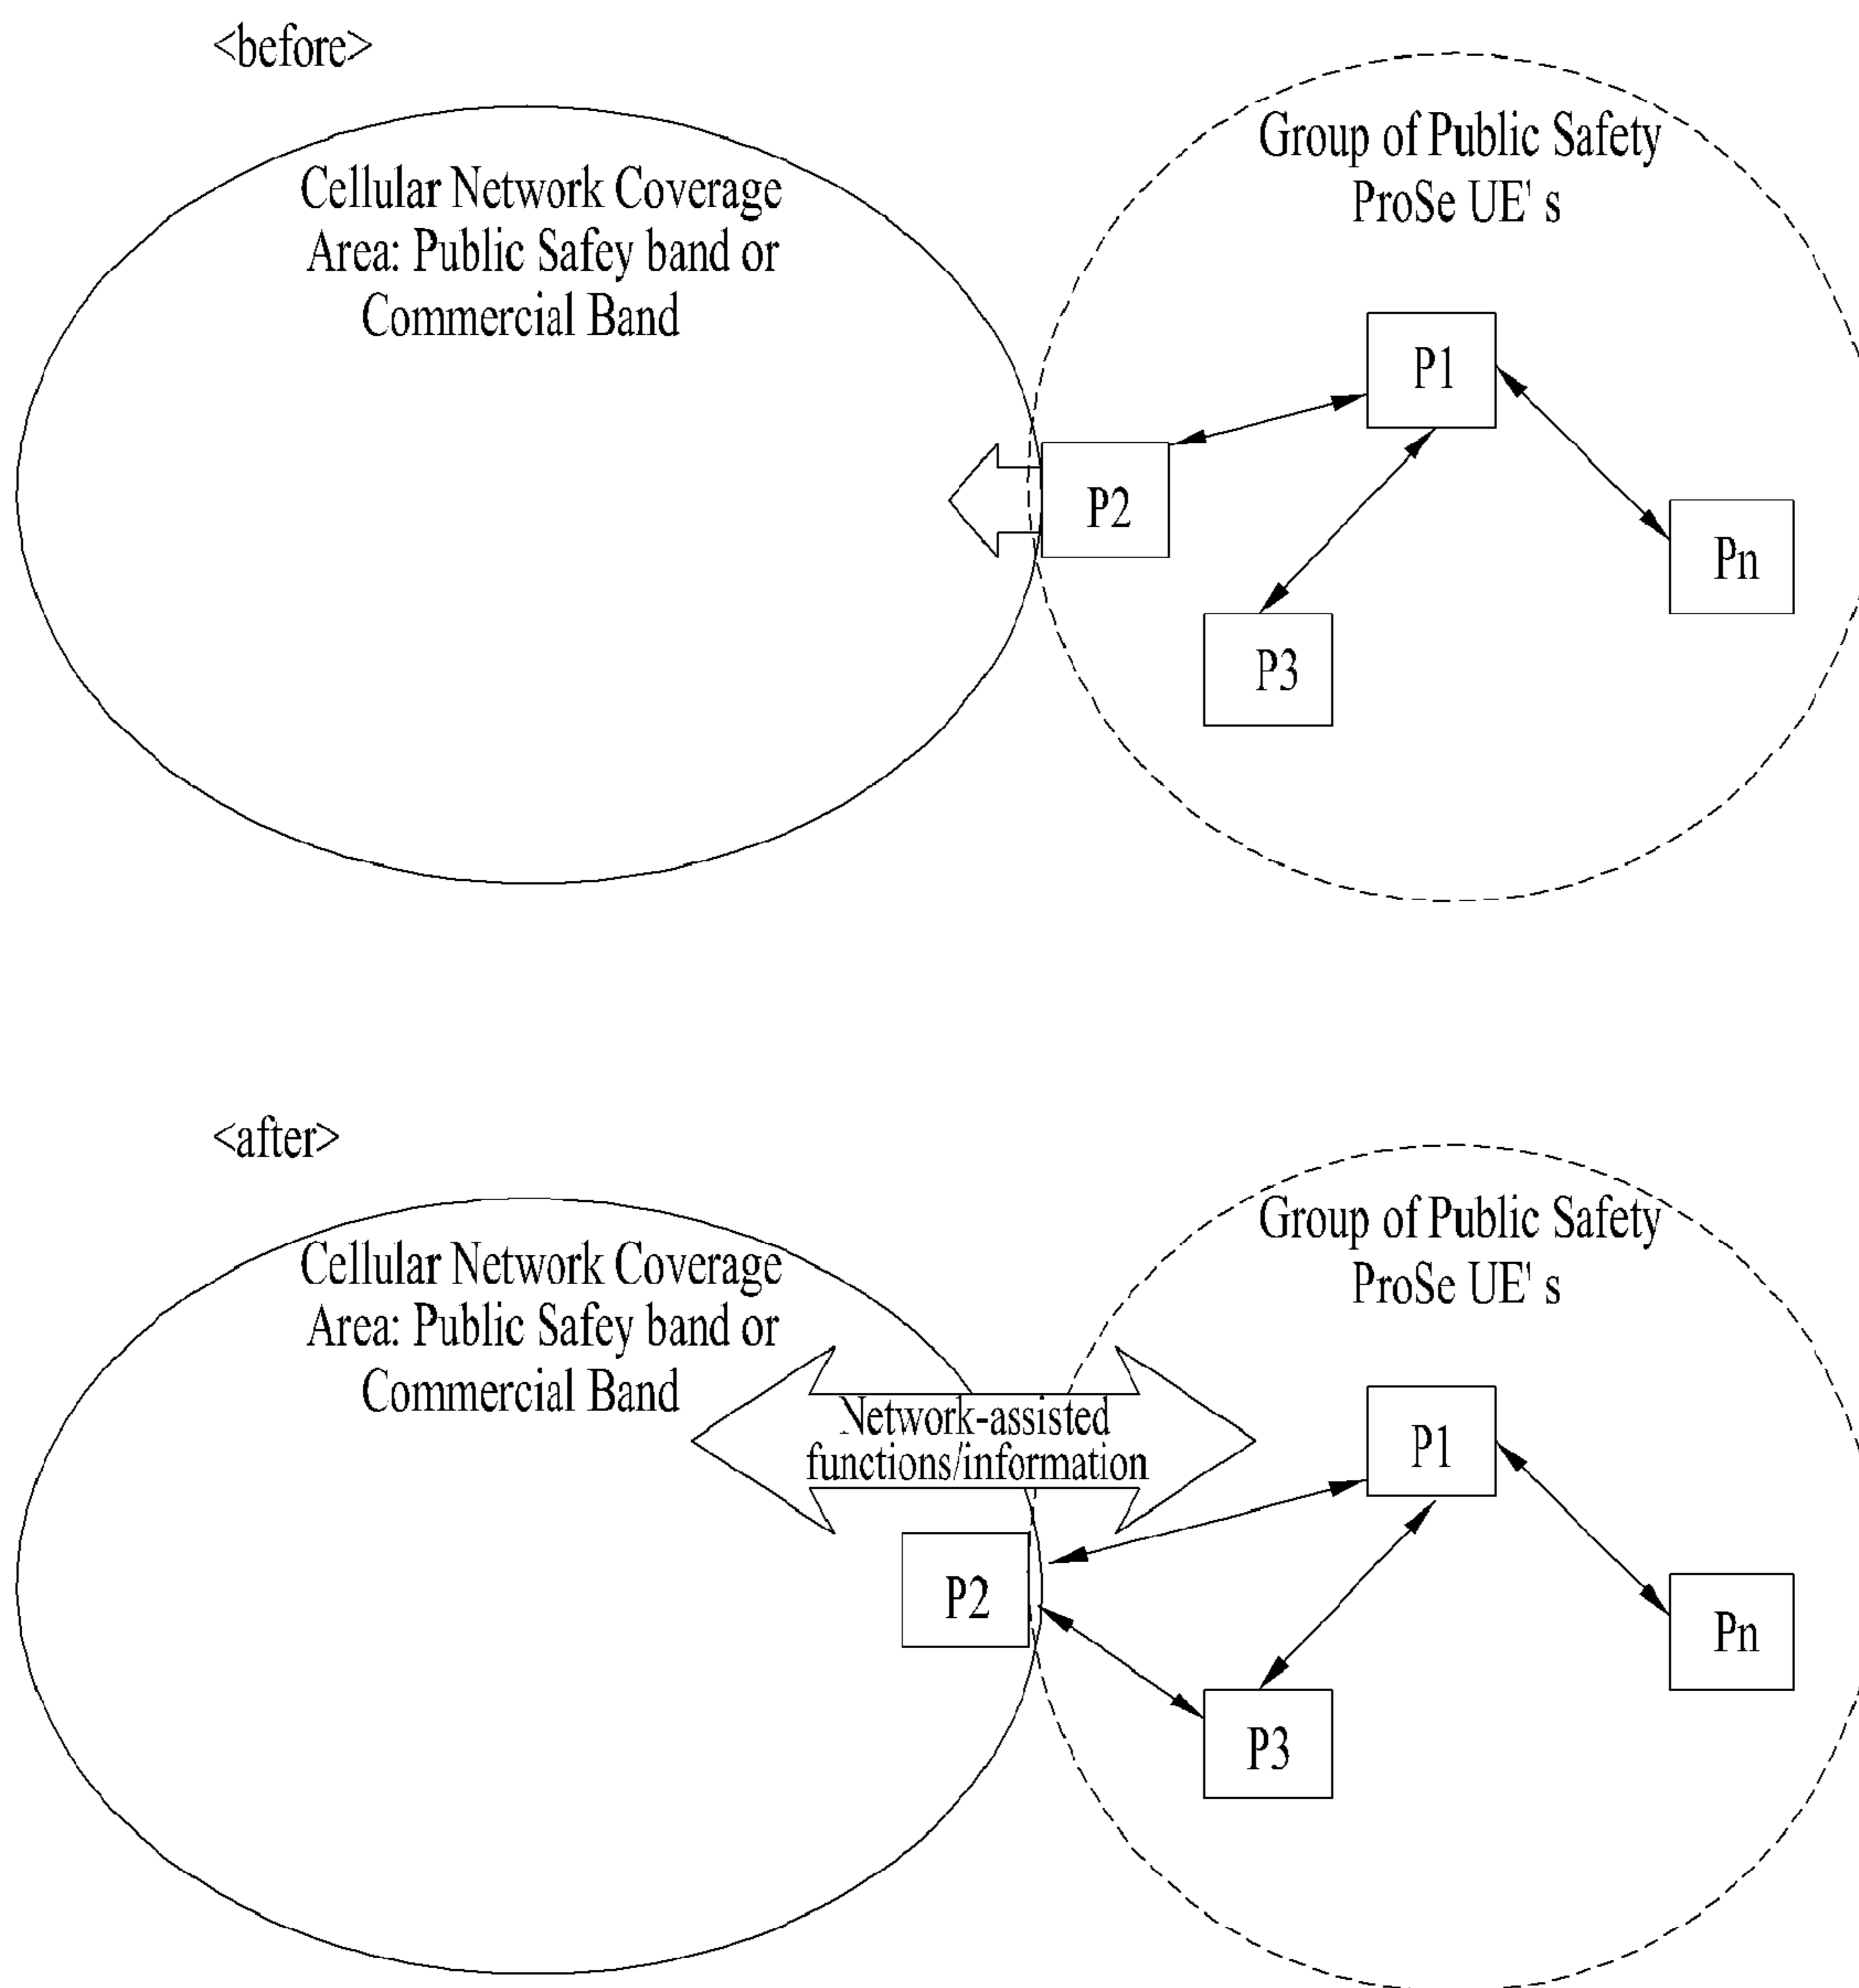 <before>
Cellular Network Coverage
Area: Public Safey band or
Commercial Band
Group of Public Safety
ProSe UE' s
P1
P2
P3
Pn
<after>
Cellular Network Coverage
Area: Public Safey band or
Commercial Band
Group of Public Safety
ProSe UE' s
Network-assisted
functions/information
P1
P2
P3
Pn